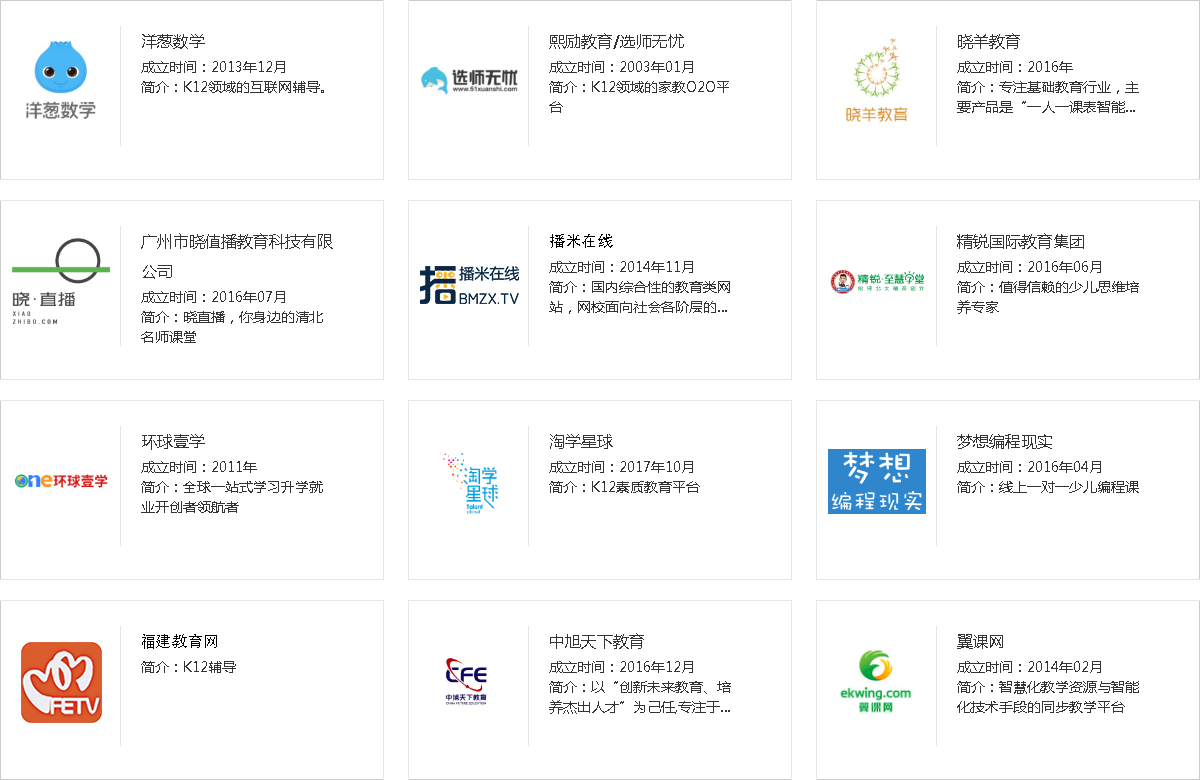 洋葱数学
洋葱数学
成立时间：2013年12月
简介：K12领域的互联网辅导。
选师无忧
www.51xuanshi.com
熙励教育/选师无忧
成立时间：2003年01月
简介：K12领域的家教O2O平
台
晓羊教育
晓羊教育
成立时间：2016年
简介：专注基础教育行业，主
要产品是“一人一课表智能...
晓·直播
XIAO
ZHIBO.COM
广州市晓值播教育科技有限
公司
成立时间：2016年07月
简介：晓直播，你身边的清北
名师课堂
播 播米在线
BMZX.TV
播米在线
成立时间：2014年11月
简介：国内综合性的教育类网
站，网校面向社会各阶层的...
精锐·至慧学堂
精锐国际教育集团
成立时间：2016年06月
简介：值得信赖的少儿思维培
养专家
one环球壹学
环球壹学
成立时间：2011年
简介：全球一站式学习升学就
业开创者领航者
淘学
星球
Talent
planet
淘学星球
成立时间：2017年10月
简介：K12素质教育平台
梦想
编程现实
梦想编程现实
成立时间：2016年04月
简介：线上一对一少儿编程课
FETV
福建教育网
简介：K12辅导
CFE
中旭天下教育
CHINA FUTURE EDUCATION
中旭天下教育
成立时间：2016年12月
简介：以“创新未来教育、培
养杰出人才”为己任,专注于...
ekwing.com
翼课网
翼课网
成立时间：2014年02月
简介：智慧化教学资源与智能
化技术手段的同步教学平台